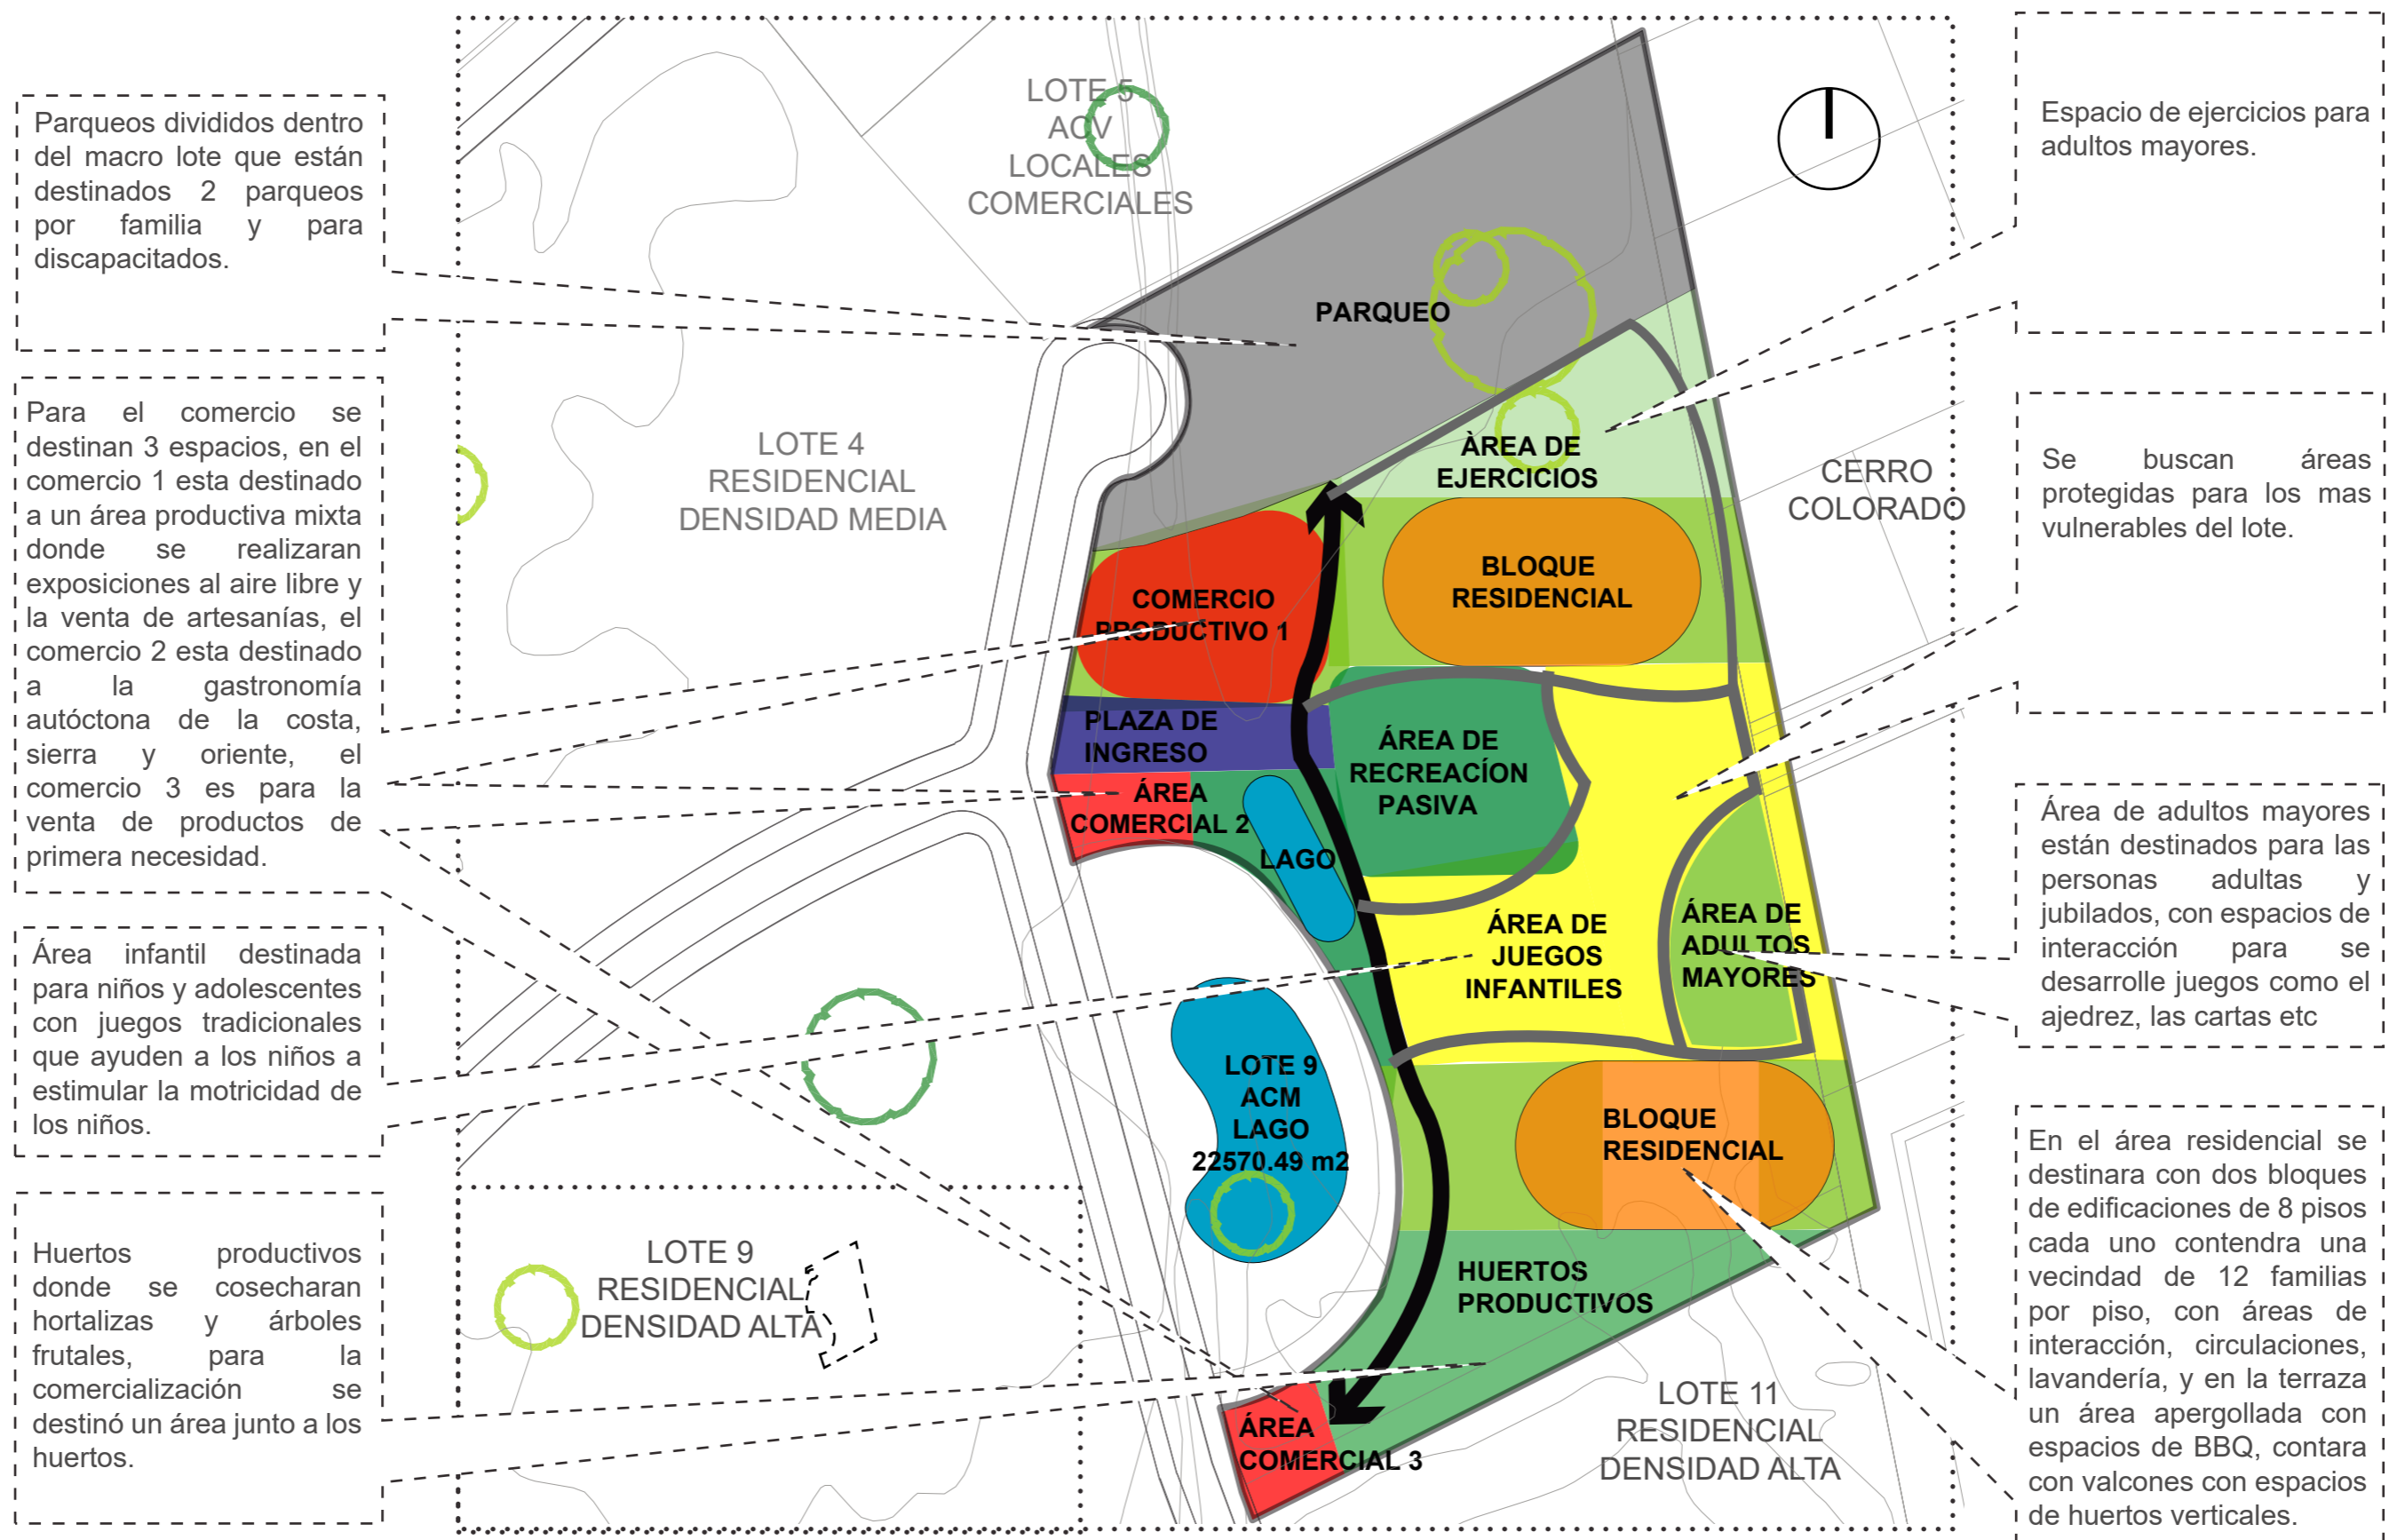 Parqueos divididos dentro
del macro lote que están
destinados 2 parqueos
por familia y para
discapacitados.
Para el comercio se
destinan 3 espacios, en el
comercio 1 esta destinado
a un área productiva mixta
donde se realizaran
exposiciones al aire libre y
la venta de artesanías, el
comercio 2 esta destinado
a la gastronomía
autóctona de la costa,
sierra y oriente, el
comercio 3 es para la
venta de productos de
primera necesidad.
Área infantil destinada
para niños y adolescentes
con juegos tradicionales
que ayuden a los niños a
estimular la motricidad de
los niños.
Huertos productivos
donde se cosecharan
hortalizas y árboles
frutales, para la
comercialización se
destinó un área junto a los
huertos.
LOTE 5
ACV
LOCALES
COMERCIALES
LOTE 4
RESIDENCIAL
DENSIDAD MEDIA
PARQUEO
ÀREA DE
EJERCICIOS
CERRO
COLORADO
BLOQUE
RESIDENCIAL
COMERCIO
PRODUCTIVO 1
PLAZA DE
INGRESO
ÁREA DE
RECREACÍON
PASIVA
ÁREA
COMERCIAL 2
LAGO
ÁREA DE
JUEGOS
INFANTILES
ÁREA DE
ADULTOS
MAYORES
LOTE 9
ACM
LAGO
22570.49 m2
BLOQUE
RESIDENCIAL
LOTE 9
RESIDENCIAL
DENSIDAD ALTA
HUERTOS
PRODUCTIVOS
ÁREA
COMERCIAL 3
LOTE 11
RESIDENCIAL
DENSIDAD ALTA
Espacio de ejercicios para
adultos mayores.
Se buscan áreas
protegidas para los mas
vulnerables del lote.
Área de adultos mayores
están destinados para las
personas adultas y
jubilados, con espacios de
interacción para se
desarrolle juegos como el
ajedrez, las cartas etc
En el área residencial se
destinara con dos bloques
de edificaciones de 8 pisos
cada uno contendra una
vecindad de 12 familias
por piso, con áreas de
interacción, circulaciones,
lavandería, y en la terraza
un área apergollada con
espacios de BBQ, contara
con valcones con espacios
de huertos verticales.